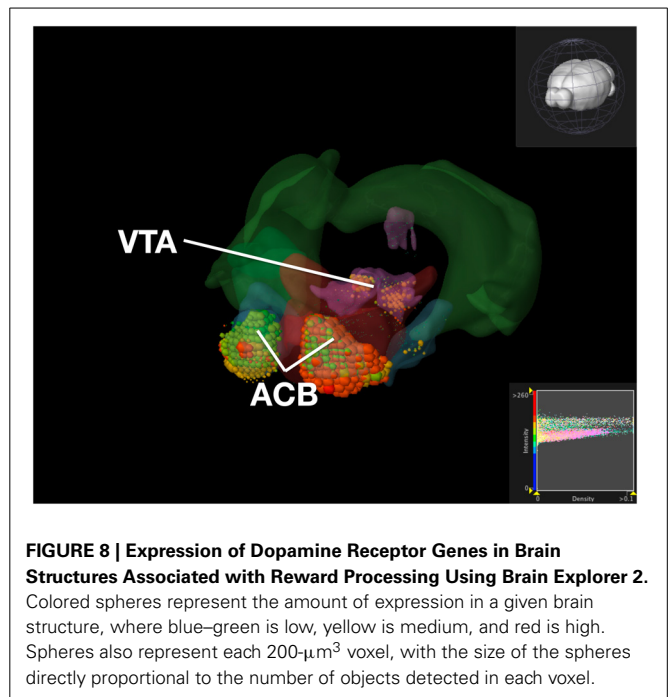 VTA
ACB
>260
Intensity
0
0
Density
>0.1
FIGURE 8 | Expression of Dopamine Receptor Genes in Brain
Structures Associated with Reward Processing Using Brain Explorer 2.
Colored spheres represent the amount of expression in a given brain
structure, where blue–green is low, yellow is medium, and red is high.
Spheres also represent each 200-μm³ voxel, with the size of the spheres
directly proportional to the number of objects detected in each voxel.